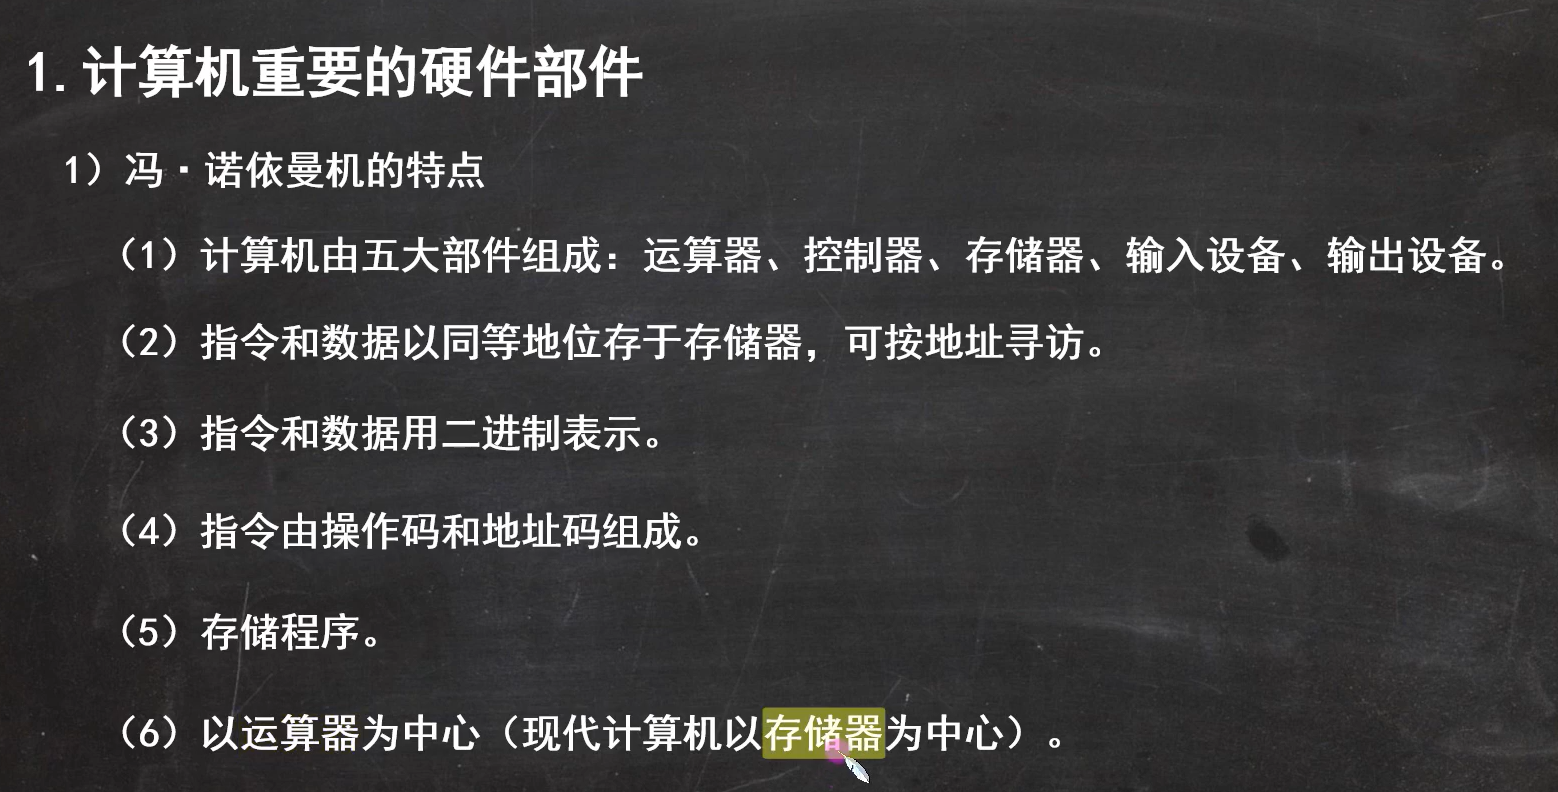 1.计算机重要的硬件部件
1）冯·诺依曼机的特点
（1）计算机由五大部件组成：运算器、控制器、存储器、输入设备、输出设备。
（2）指令和数据以同等地位存于存储器，可按地址寻访。
（3）指令和数据用二进制表示。
（4）指令由操作码和地址码组成。
（5）存储程序。
（6）以运算器为中心（现代计算机以存储器为中心）。